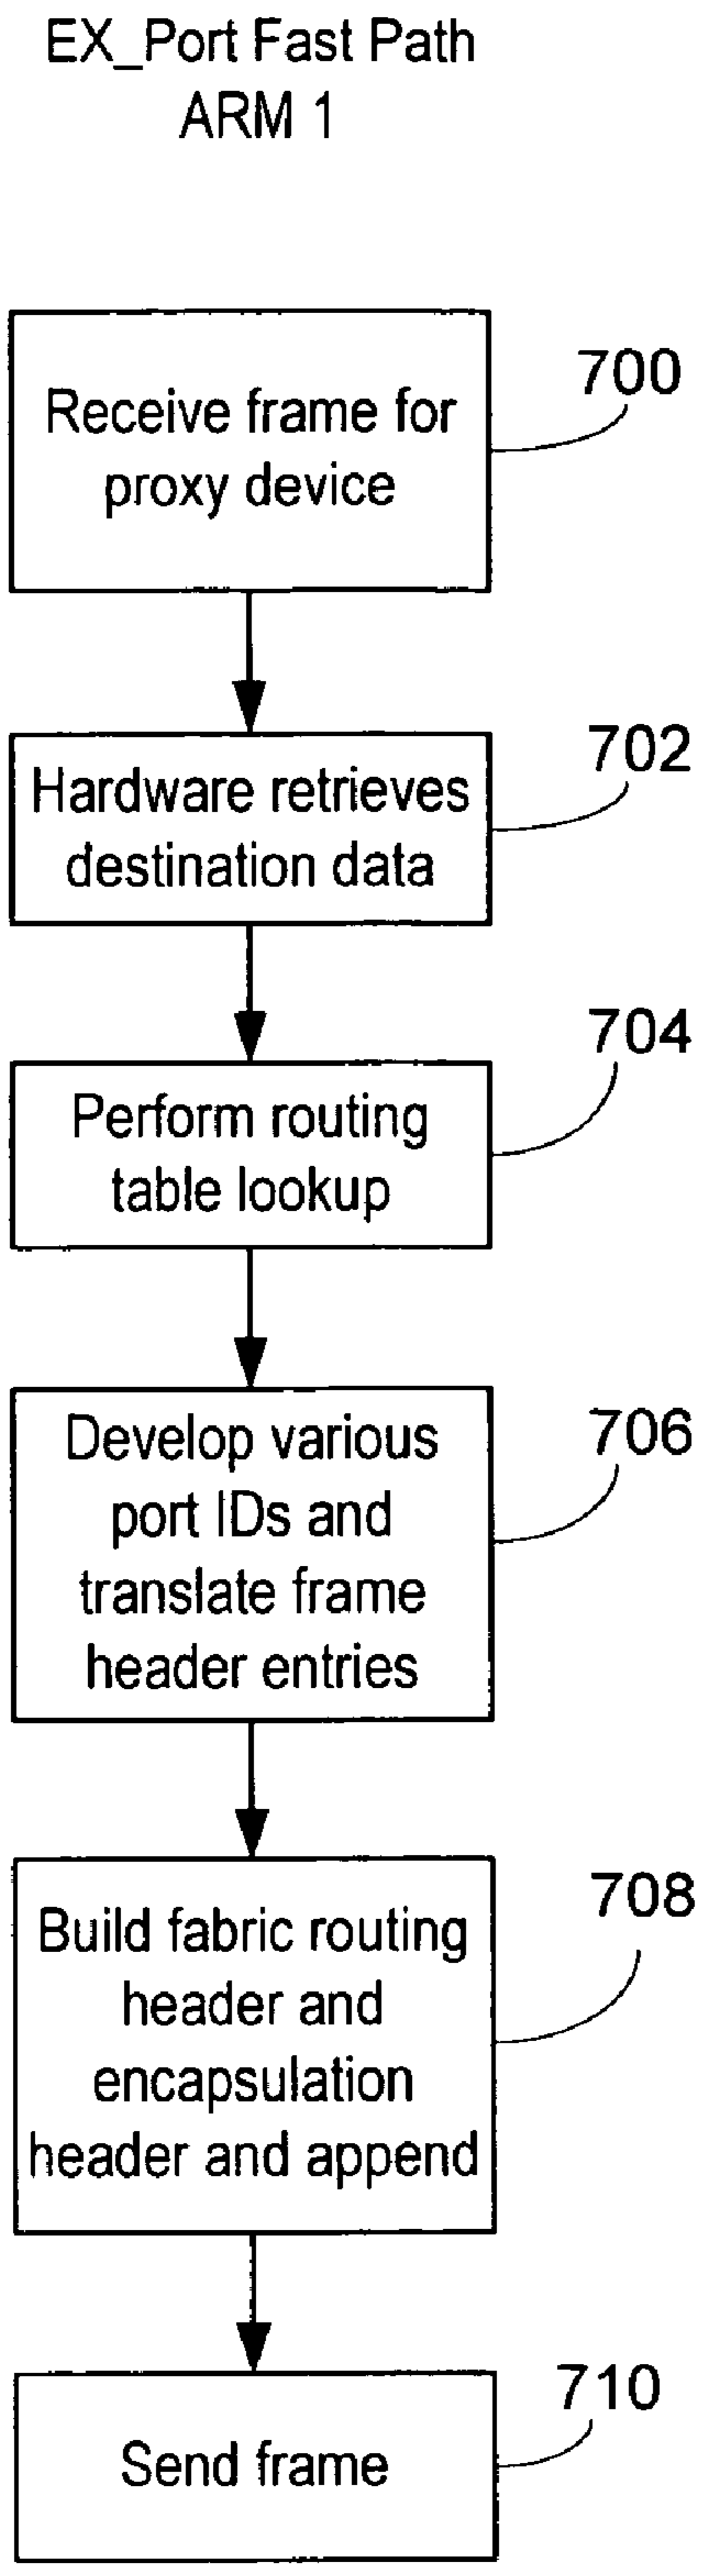 EX_Port Fast Path
ARM 1
Receive frame for
proxy device
700
Hardware retrieves
destination data
702
Perform routing
table lookup
704
Develop various
port IDs and
translate frame
header entries
706
Build fabric routing
header and
encapsulation
header and append
708
Send frame
710